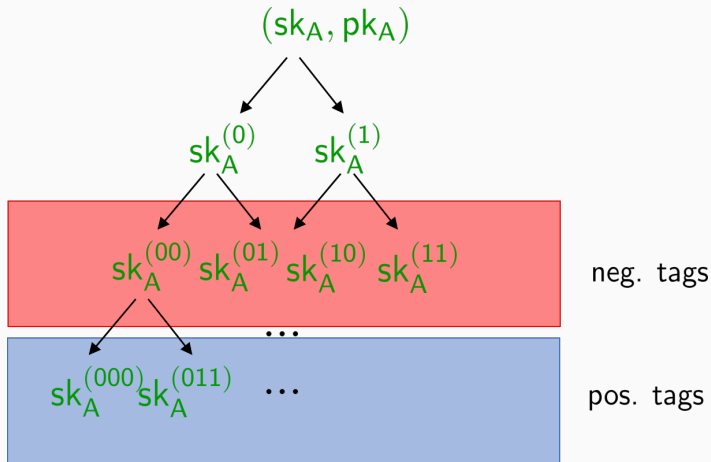 (sk_A, pk_A)
sk_A^(0) sk_A^(1)
sk_A^(00) sk_A^(01) sk_A^(10) sk_A^(11) neg. tags
...
sk_A^(000) sk_A^(011) ... pos. tags